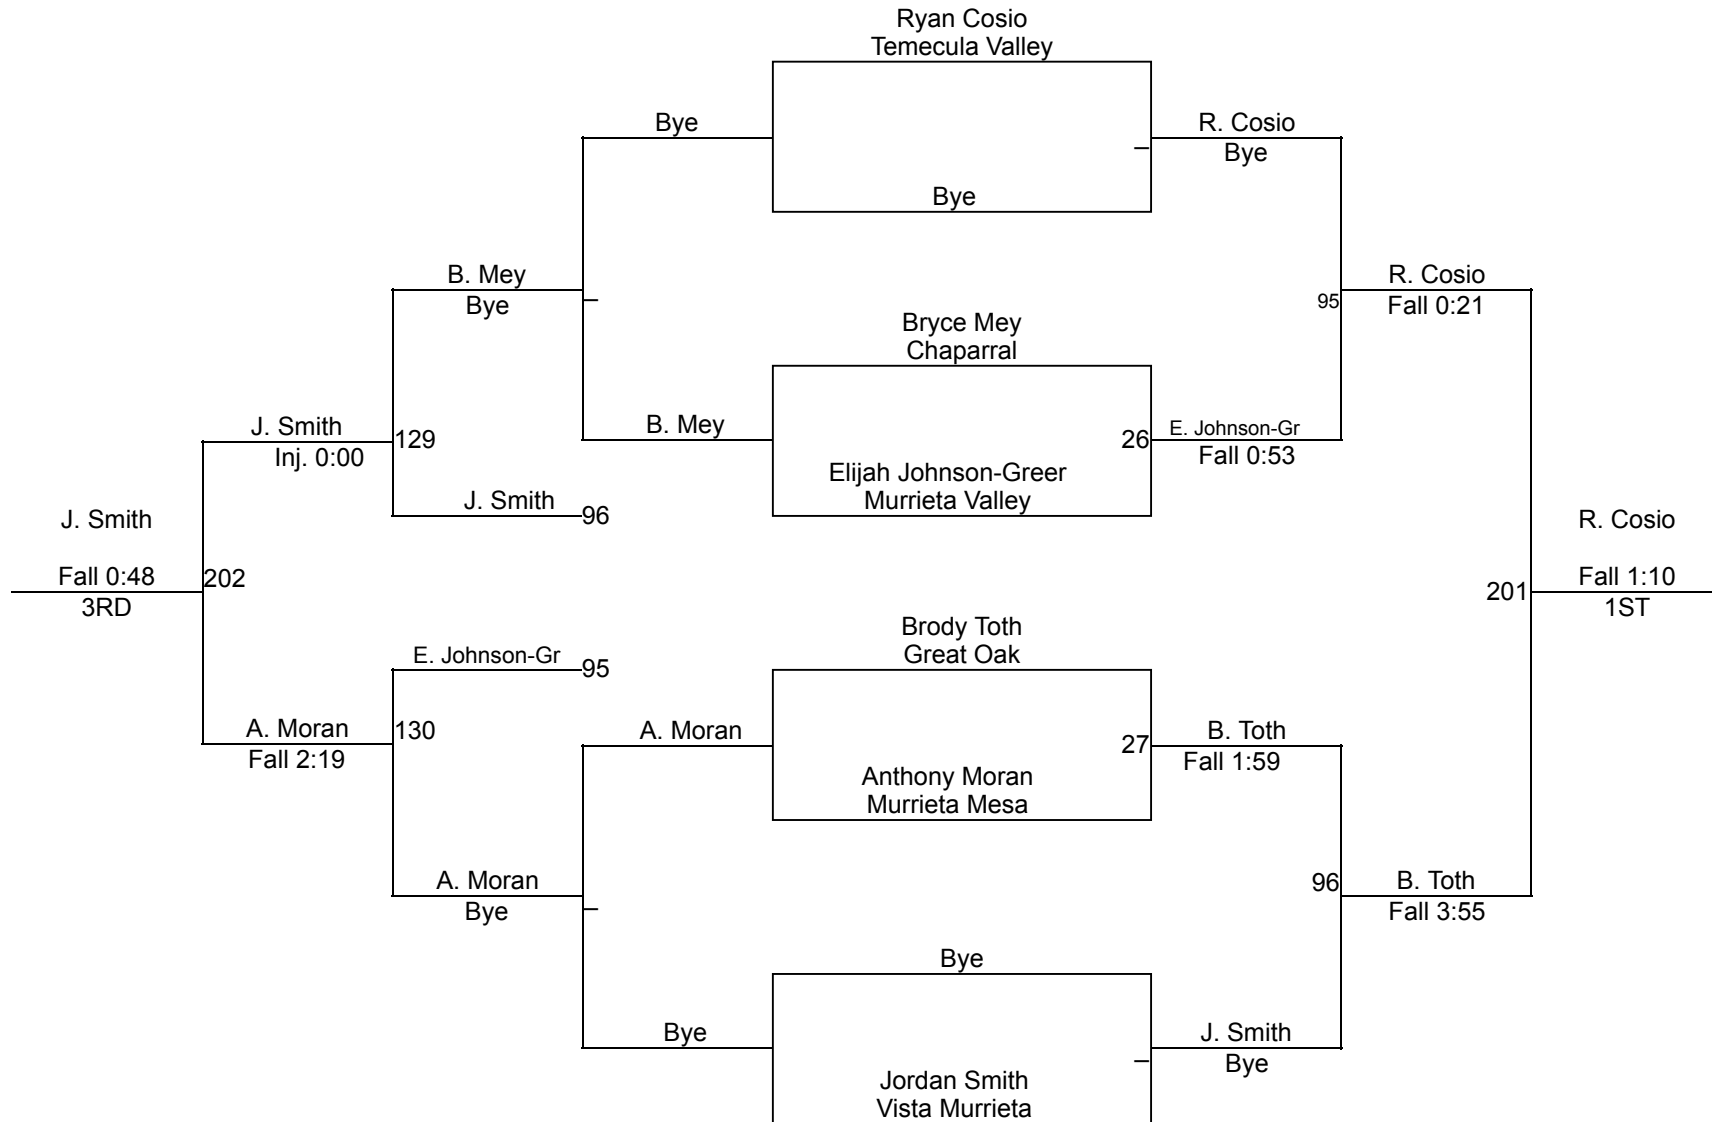 Ryan Cosio
Temecula Valley
Bye
R. Cosio
Bye
Bye
B. Mey
Bye
R. Cosio
Fall 0:21
95
Bryce Mey
Chaparral
J. Smith
Inj. 0:00
129
B. Mey
26
E. Johnson-Gr
Fall 0:53
Elijah Johnson-Greer
Murrieta Valley
J. Smith
96
J. Smith
Fall 0:48
3RD
202
R. Cosio
201
Fall 1:10
1ST
Brody Toth
Great Oak
E. Johnson-Gr
95
A. Moran
Fall 2:19
130
A. Moran
27
B. Toth
Fall 1:59
Anthony Moran
Murrieta Mesa
A. Moran
Bye
96
B. Toth
Fall 3:55
Bye
Bye
J. Smith
Bye
Jordan Smith
Vista Murrieta